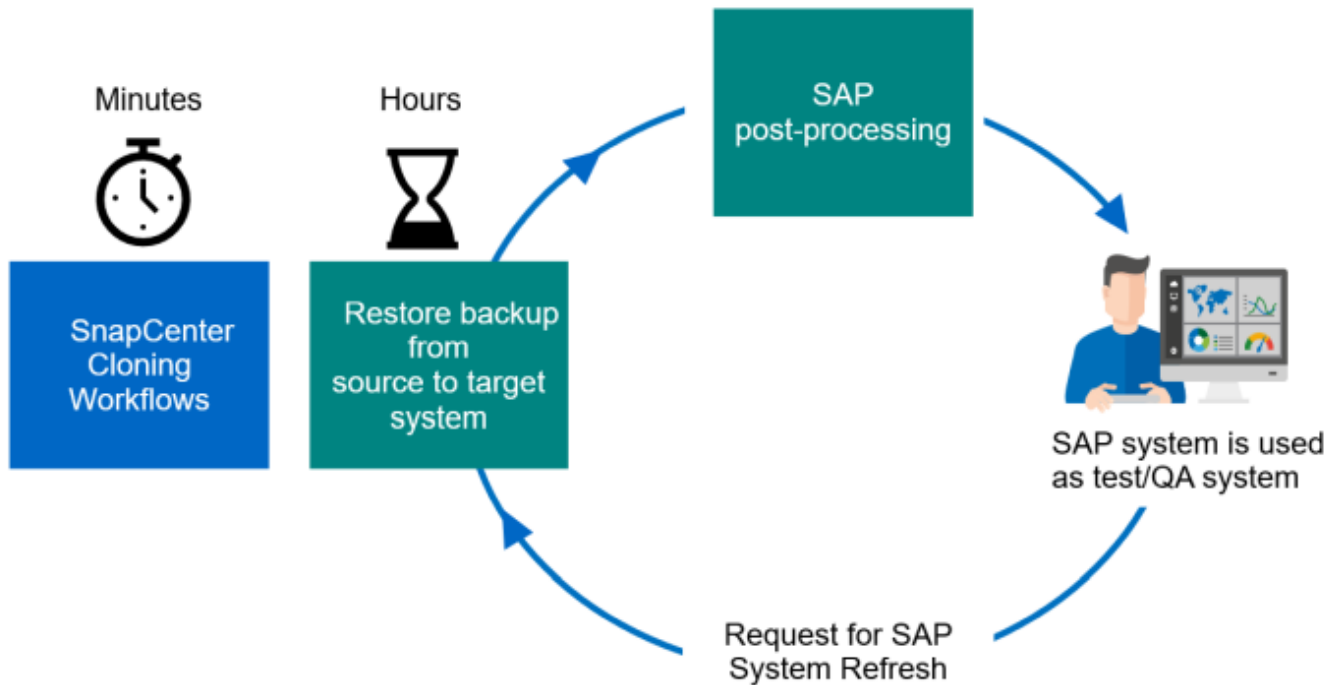 Minutes
Hours
SnapCenter
Cloning
Workflows
Restore backup
from
source to target
system
SAP
post-processing
SAP system is used
as test/QA system
Request for SAP
System Refresh